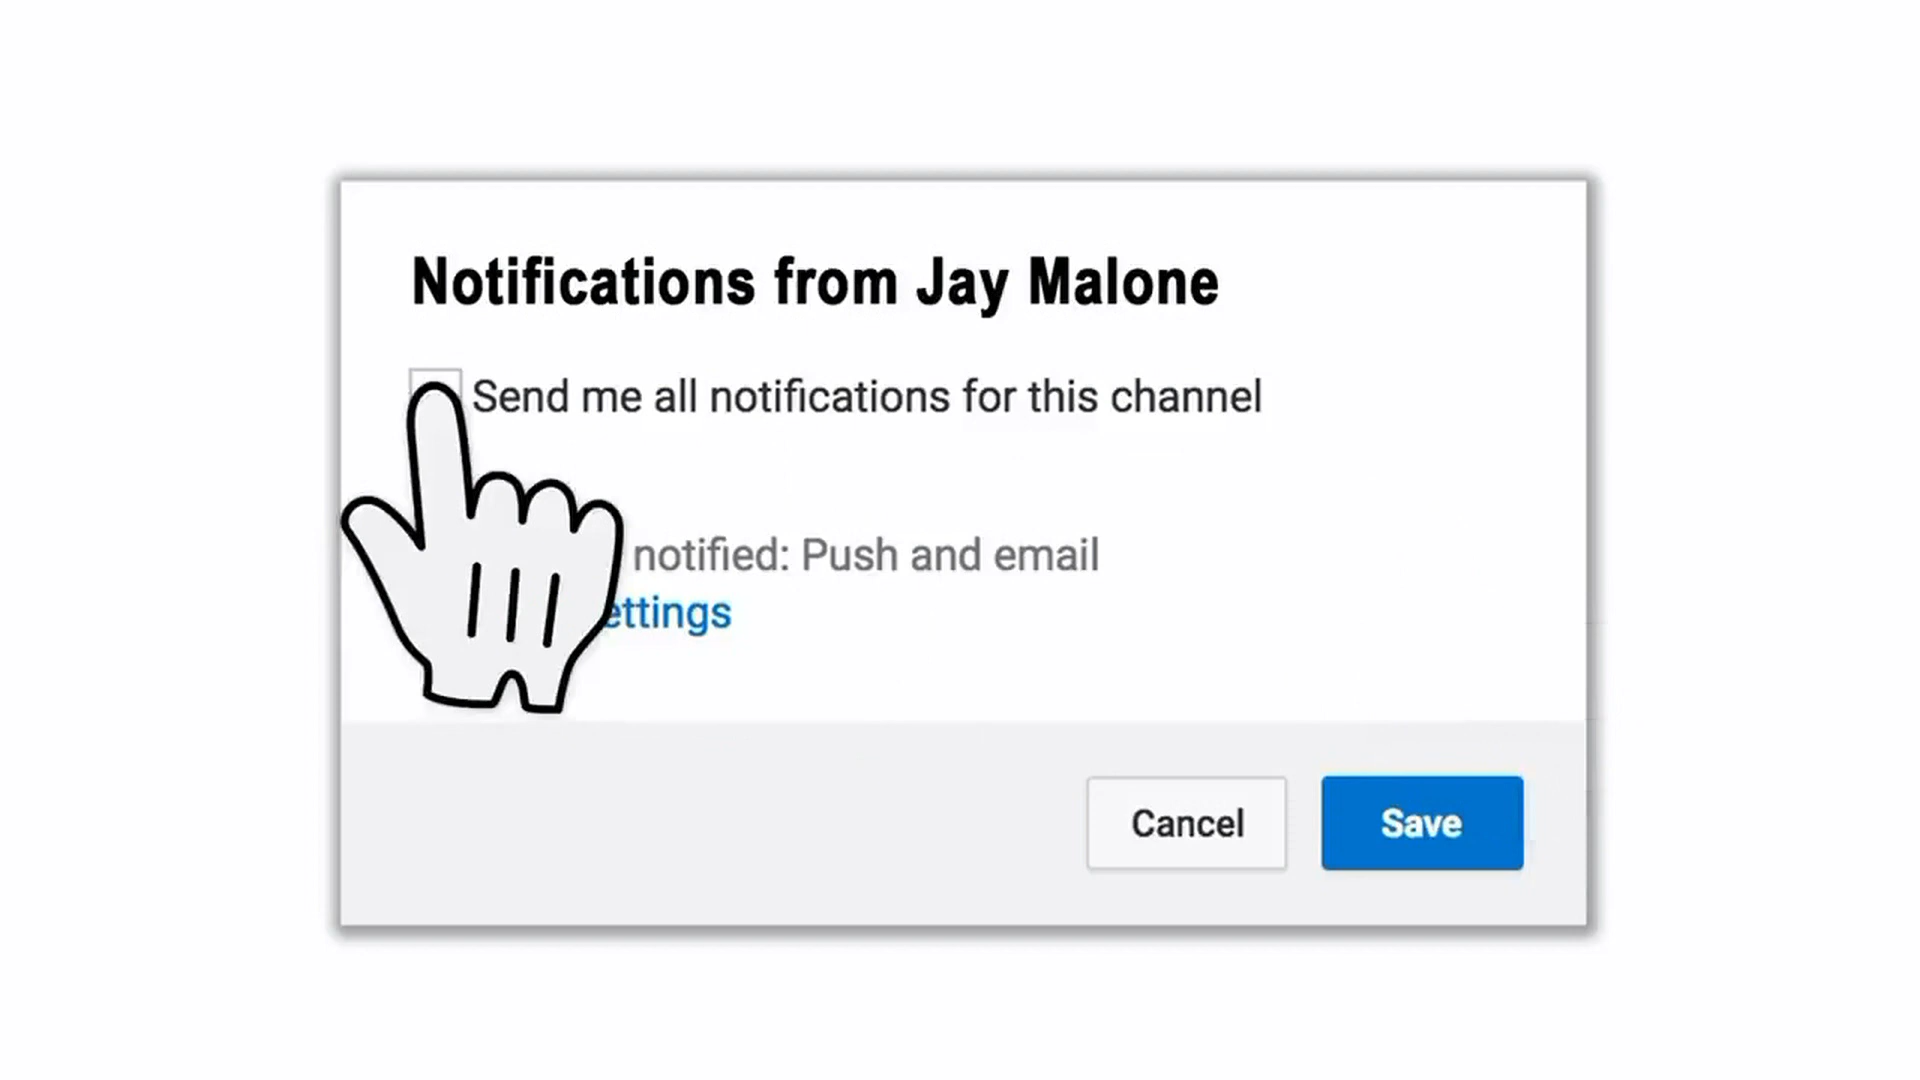 Notifications from Jay Malone
Send me all notifications for this channel
notified: Push and email
ettings
Cancel
Save